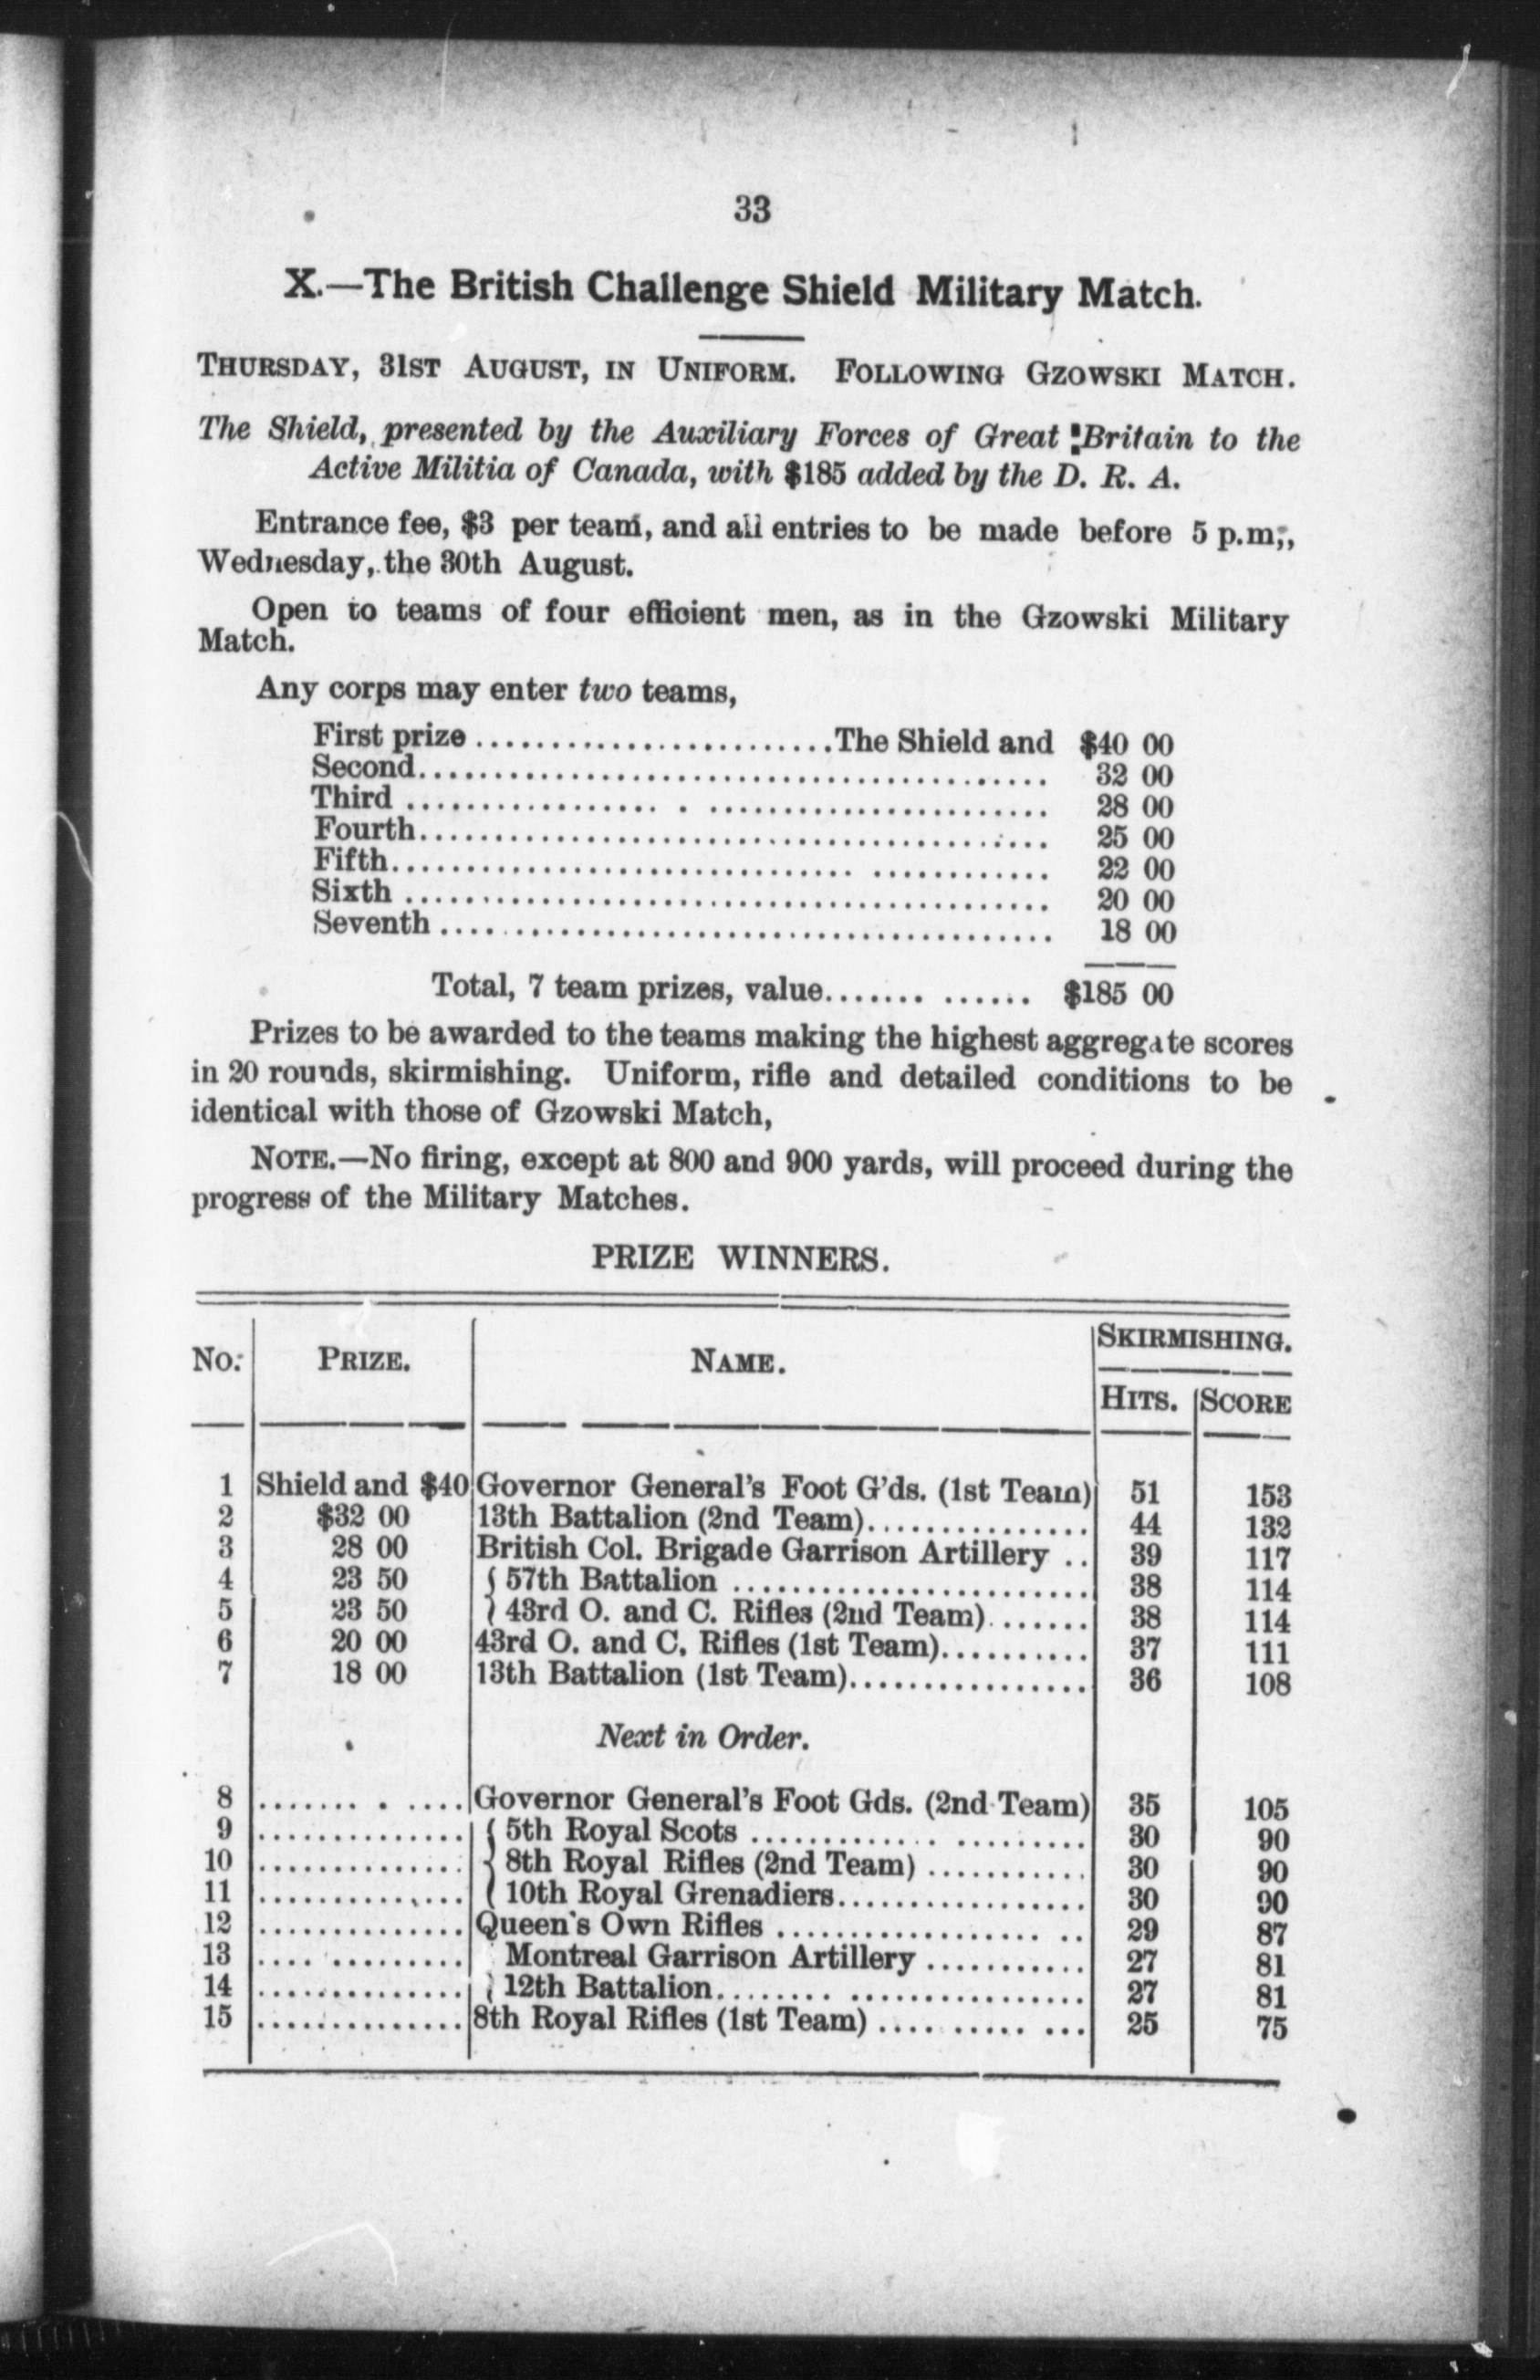 33
X.—The British Challenge Shield Military Match.
THURSDAY, 31ST AUGUST, IN UNIFORM. FOLLOWING GZOWSKI MATCH.
The Shield, presented by the Auxiliary Forces of Great Britain to the
Active Militia of Canada, with $185 added by the D. R. A.
Entrance fee, $3 per team, and all entries to be made before 5 p.m.,
Wednesday, the 30th August.
Open to teams of four efficient men, as in the Gzowski Military
Match.
Any corps may enter two teams,
First prize ........................The Shield and $40 00
Second.......................................... 32 00
Third .......................................... 28 00
Fourth.......................................... 25 00
Fifth.......................................... 22 00
Sixth .......................................... 20 00
Seventh .......................................... 18 00
Total, 7 team prizes, value............. $185 00
Prizes to be awarded to the teams making the highest aggregate scores
in 20 rounds, skirmishing. Uniform, rifle and detailed conditions to be
identical with those of Gzowski Match,
NOTE.—No firing, except at 800 and 900 yards, will proceed during the
progress of the Military Matches.
PRIZE WINNERS.
NO. PRIZE. NAME. SKIRMISHING.
HITS. SCORE
1 Shield and $40 Governor General's Foot G'ds. (1st Team) 51 153
2 $32 00 13th Battalion (2nd Team)............... 44 132
3 28 00 British Col. Brigade Garrison Artillery .. 39 117
4 23 50 { 57th Battalion ........................ 38 114
5 23 50 { 43rd O. and C. Rifles (2nd Team)....... 38 114
6 20 00 43rd O. and C. Rifles (1st Team).......... 37 111
7 18 00 13th Battalion (1st Team)................ 36 108
Next in Order.
8 ............ Governor General's Foot Gds. (2nd Team) 35 105
9 .............. { 5th Royal Scots ...................... 30 90
10 .............. { 8th Royal Rifles (2nd Team) ........... 30 90
11 .............. { 10th Royal Grenadiers................. 30 90
12 .............. Queen's Own Rifles .................... 29 87
13 ............. Montreal Garrison Artillery ........... 27 81
14 .............. } 12th Battalion........................ 27 81
15 .............. 8th Royal Rifles (1st Team) ............. 25 75